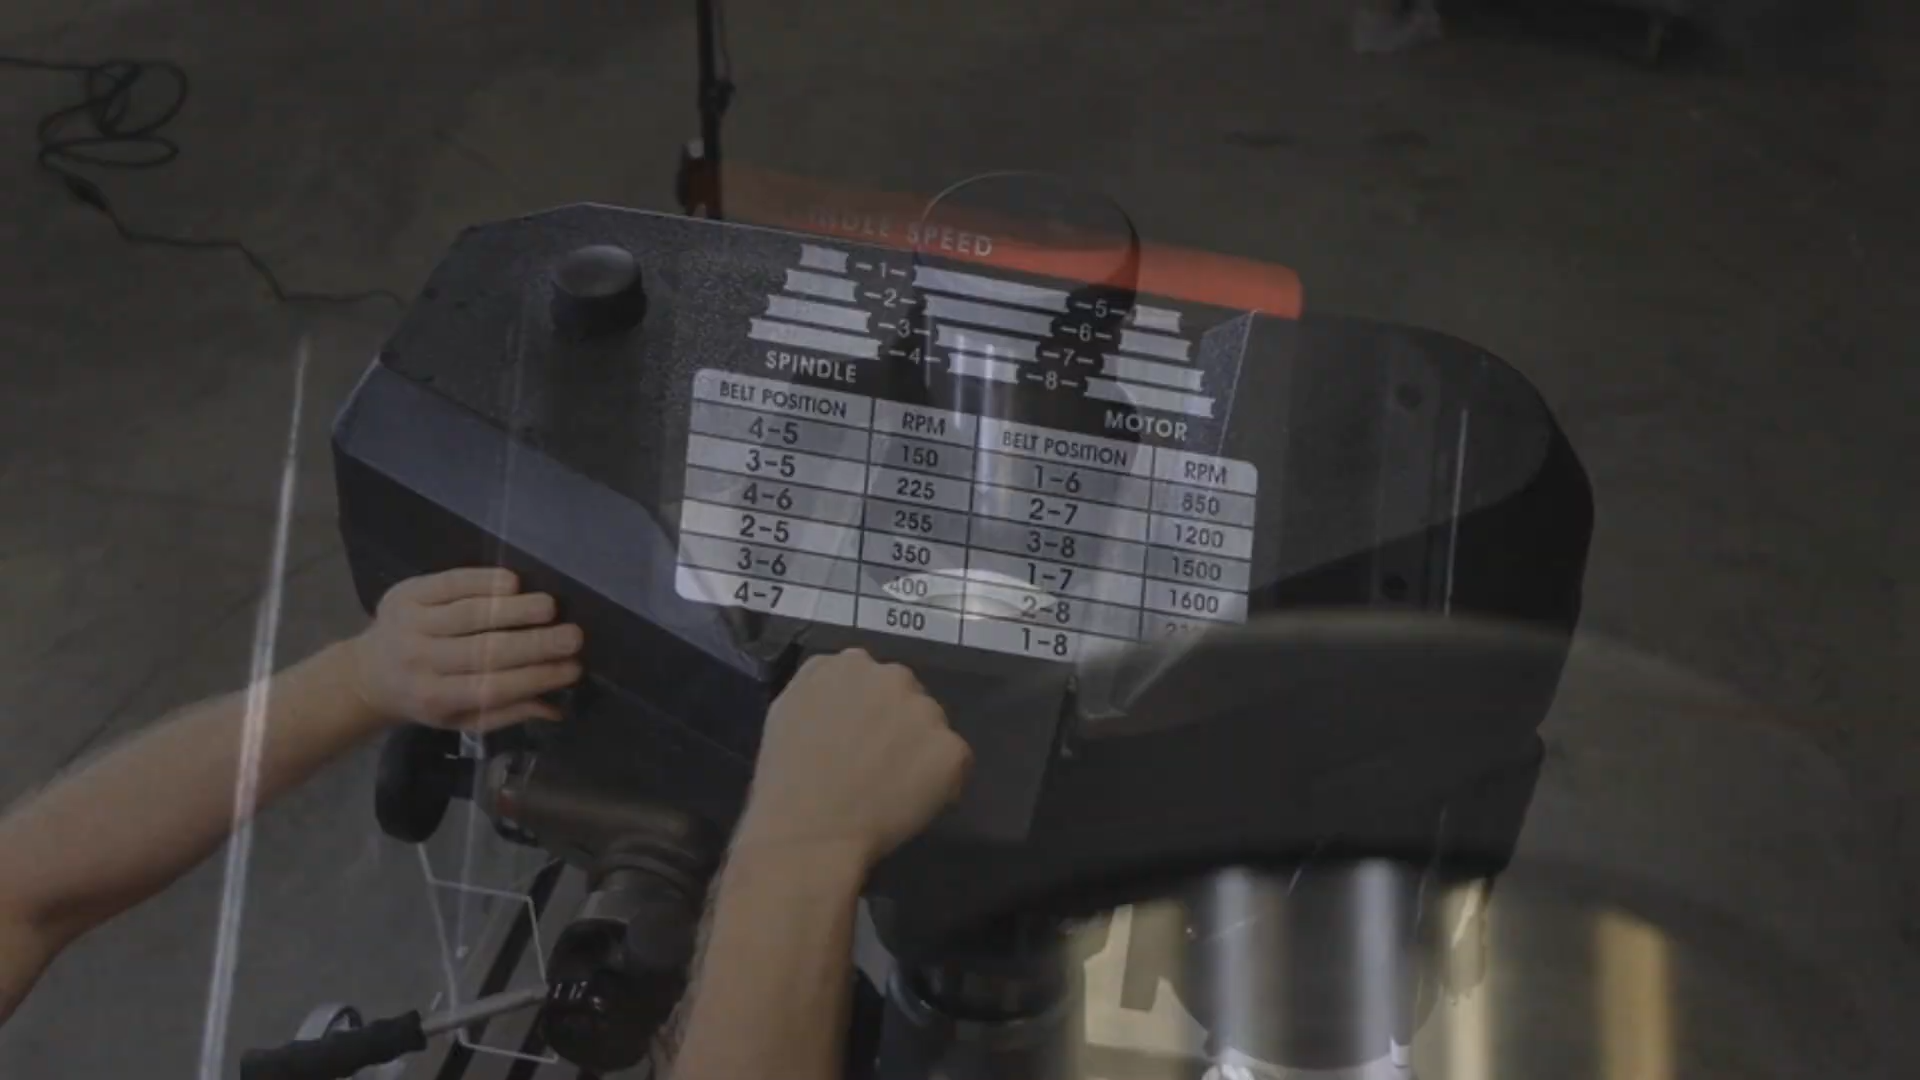 SPINDLE SPEED
-1-
-2- -5-
-3- -6-
-4- -7-
-8-
SPINDLE MOTOR
BELT POSITION RPM BELT POSITION RPM
4-5 150 1-6 850
3-5 225 2-7 1200
4-6 255 3-8 1500
2-5 350 1-7 1600
3-6 400 2-8
4-7 500 1-8